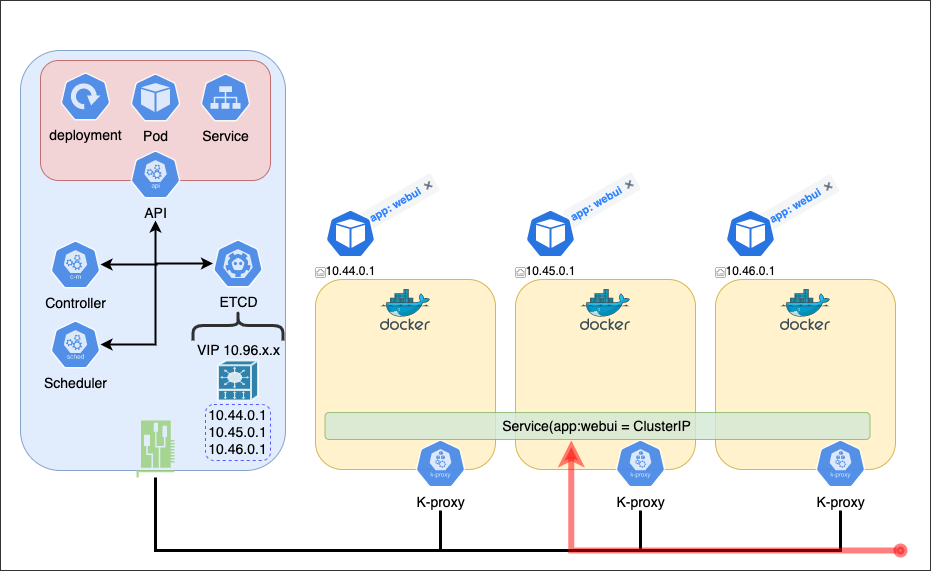 deployment
Pod
Service
api
API
c-m
Controller
ETCD
sched
Scheduler
VIP 10.96.x.x
10.44.0.1
10.45.0.1
10.46.0.1
app: webui ×
app: webui ×
app: webui ×
10.44.0.1
10.45.0.1
10.46.0.1
docker
docker
docker
Service(app:webui = ClusterIP
k-proxy
k-proxy
k-proxy
K-proxy
K-proxy
K-proxy